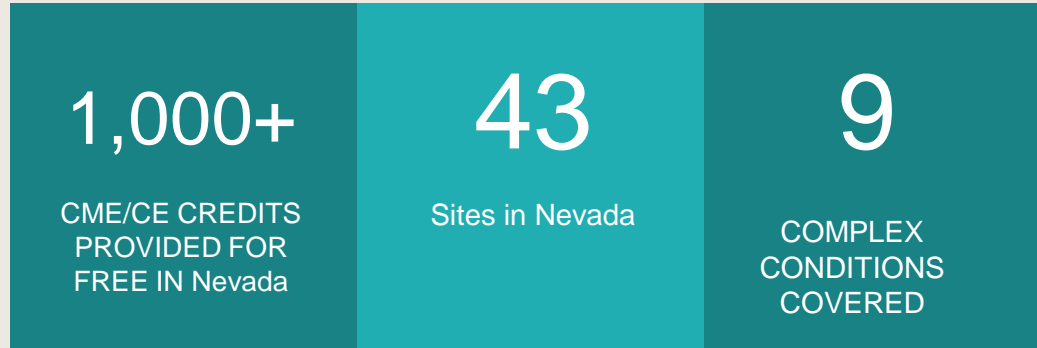 1,000+
CME/CE CREDITS
PROVIDED FOR
FREE IN Nevada
43
Sites in Nevada
9
COMPLEX
CONDITIONS
COVERED